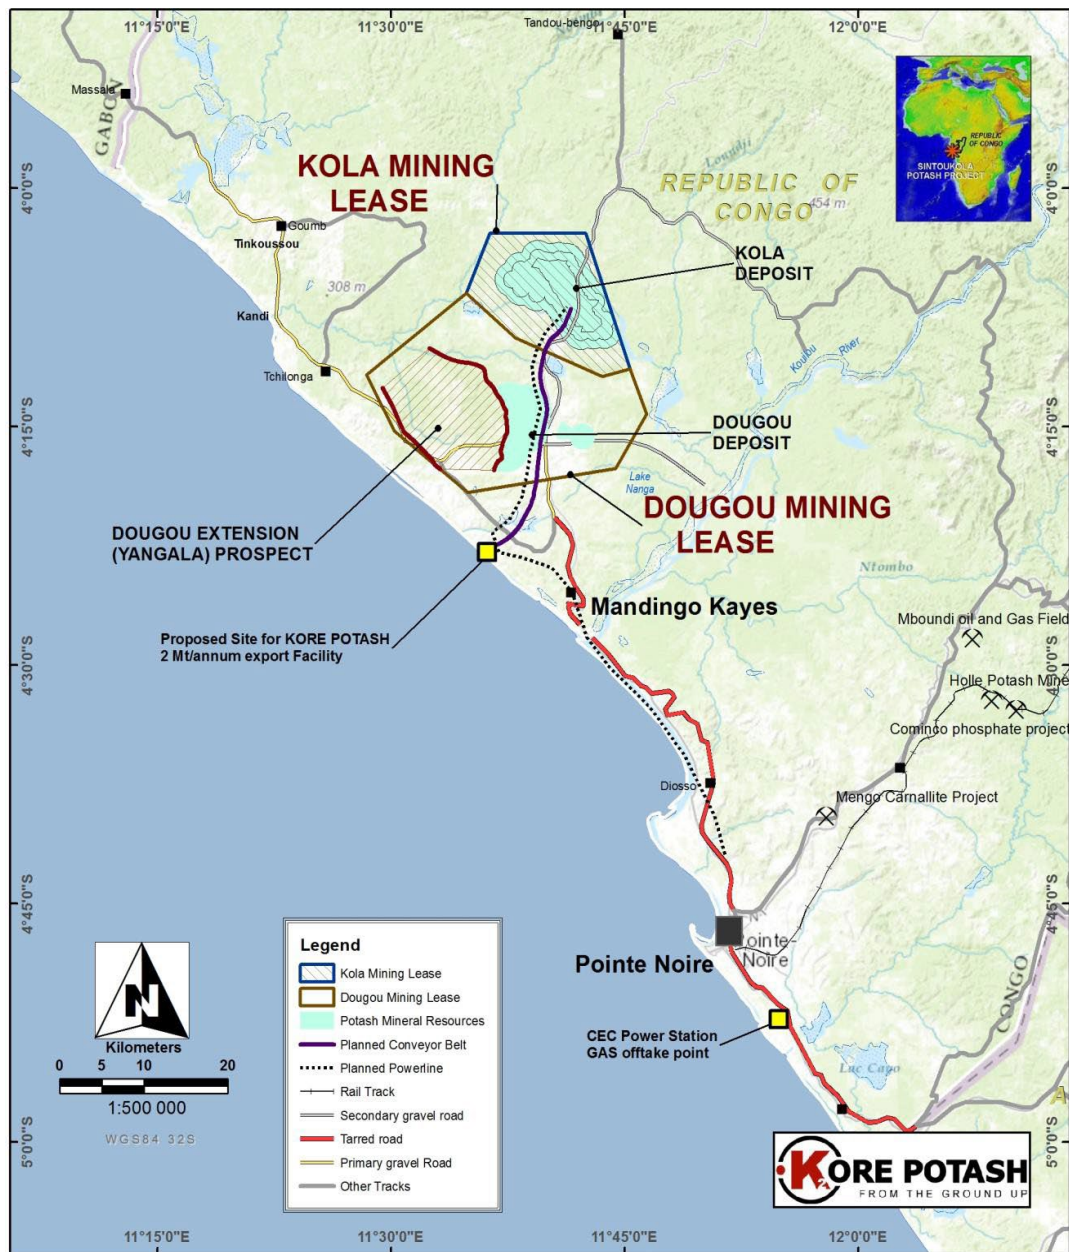 11°15'0"E
11°30'0"E
11°45'0"E
12°0'0"E
Tandou-bengo
Massala
GABON
Loundji
REPUBLIC OF
CONGO
SINTOUKOLA
POTASH PROJECT
KOLA MINING
LEASE
REPUBLIC OF
CONGO
454 m
4°0'0"S
4°0'0"S
Goumb
Tinkoussou
KOLA
DEPOSIT
308 m
Kandi
Kouilou
River
Tchilonga
4°15'0"S
4°15'0"S
DOUGOU
DEPOSIT
Lake
Nanga
DOUGOU MINING
LEASE
DOUGOU EXTENSION
(YANGALA) PROSPECT
Ntombo
Mandingo Kayes
Mboundi oil and Gas Field
Proposed Site for KORE POTASH
2 Mt/annum export Facility
4°30'0"S
4°30'0"S
Holle Potash Mine
Cominco phosphate project
Diosso
Mengo Carnallite Project
4°45'0"S
4°45'0"S
Pointe Noire
Pointe-
Noire
CONGO
CEC Power Station
GAS offtake point
Luc Cayo
A
N
Kilometers
0 5 10 20
1:500 000
WGS84 32S
5°0'0"S
5°0'0"S
Legend
Kola Mining Lease
Dougou Mining Lease
Potash Mineral Resources
Planned Conveyor Belt
Planned Powerline
Rail Track
Secondary gravel road
Tarred road
Primary gravel Road
Other Tracks
KORE POTASH
FROM THE GROUND UP
11°15'0"E
11°30'0"E
11°45'0"E
12°0'0"E